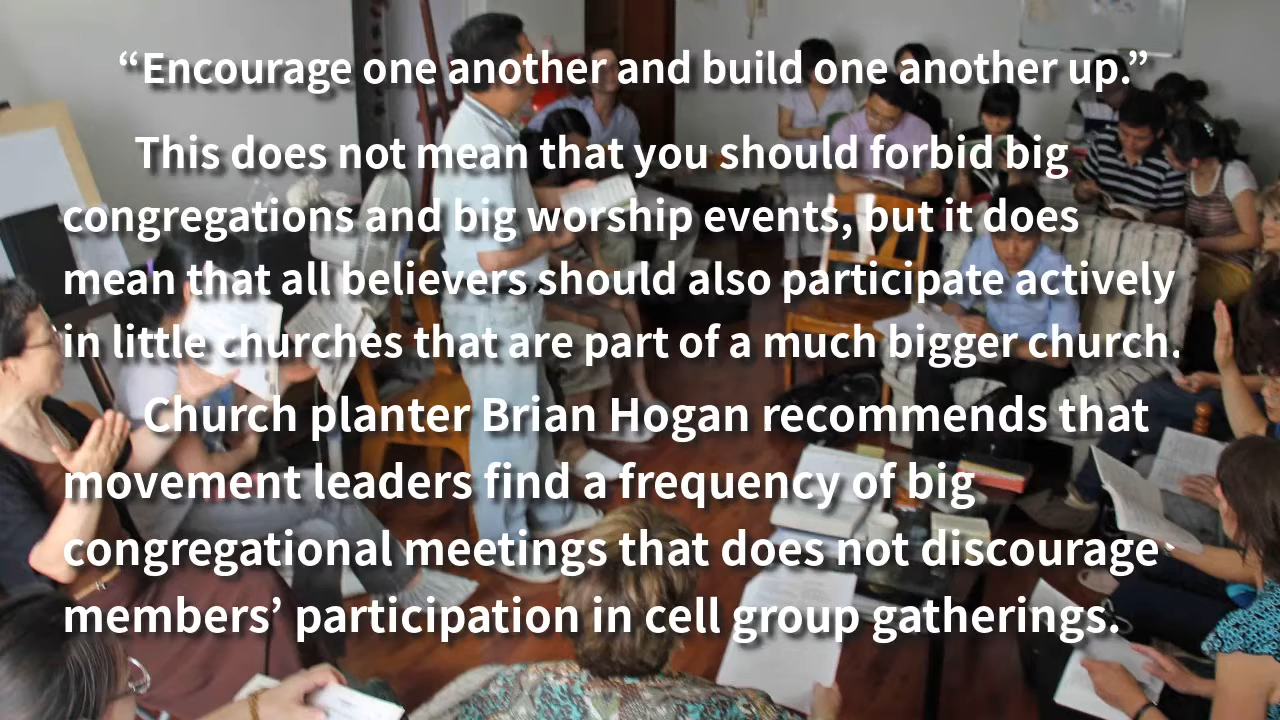 “Encourage one another and build one another up.”
This does not mean that you should forbid big
congregations and big worship events, but it does
mean that all believers should also participate actively
in little churches that are part of a much bigger church.
Church planter Brian Hogan recommends that
movement leaders find a frequency of big
congregational meetings that does not discourage
members’ participation in cell group gatherings.